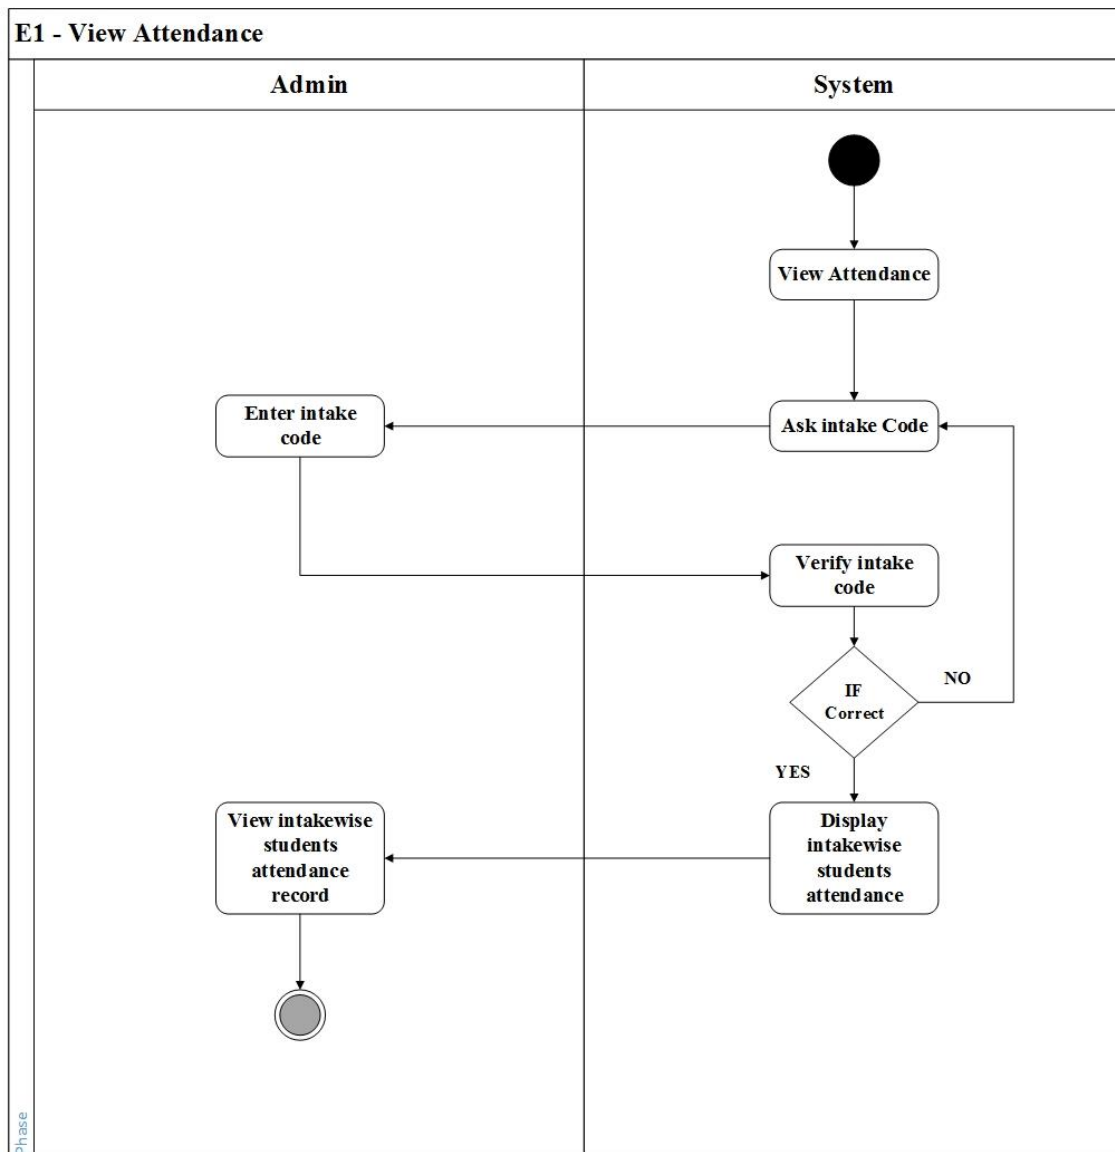 E1 - View Attendance
Admin
System
View Attendance
Enter intake
code
Ask intake Code
Verify intake
code
IF
Correct
NO
YES
View intakewise
students
attendance
record
Display
intakewise
students
attendance
Phase